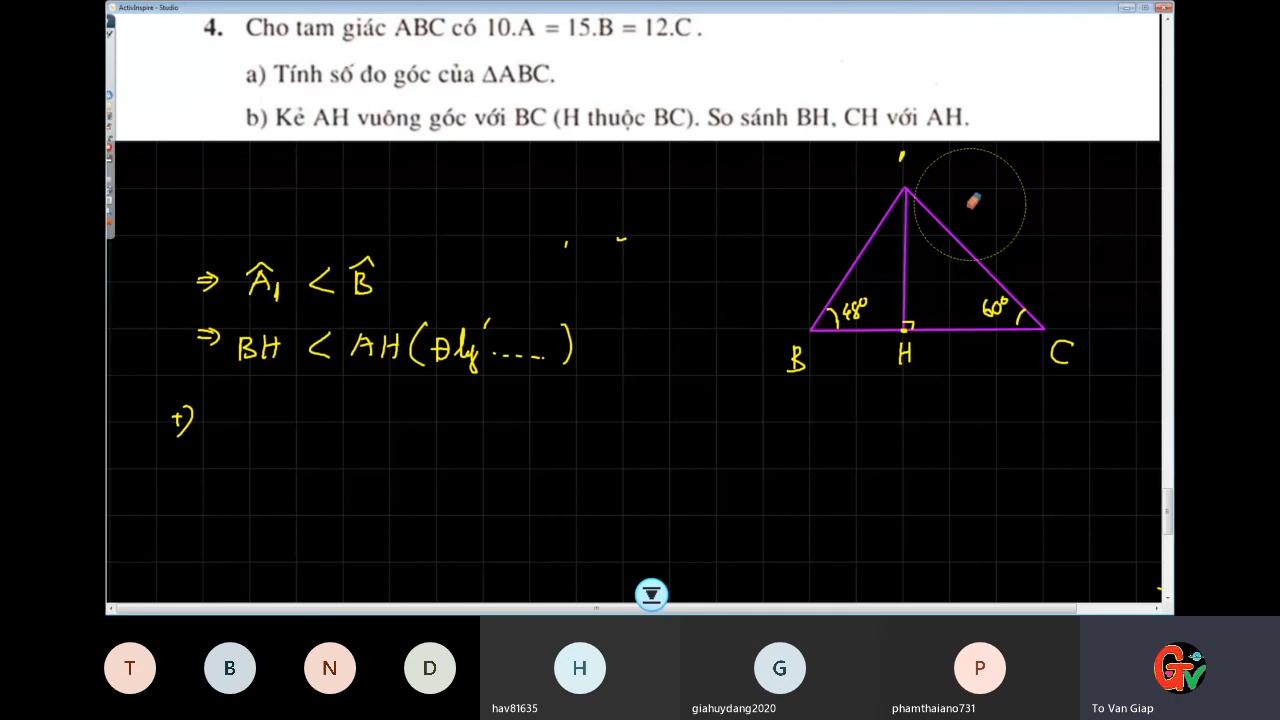 ActivInspire - Studio
4. Cho tam giác ABC có 10.A = 15.B = 12.C .
a) Tính số đo góc của ΔABC.
b) Kẻ AH vuông góc với BC (H thuộc BC). So sánh BH, CH với AH.
⇒ Â₁ < B̂
⇒ BH < AH (Đlý .....)
+)
48° 60°
B H C
T B N D H G P
hav81635 giahuydang2020 phamthaiano731 To Van Giap